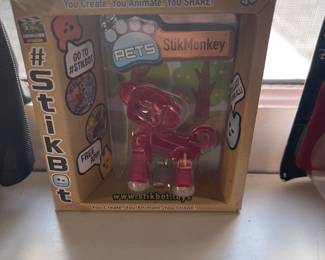 You Create, You Animate, You SHARE!
PETS
StikMonkey
GO TO
#STIKBOT
#StikBot
FREE
www.stikbot.toys
You Create, You Animate, You SHARE!